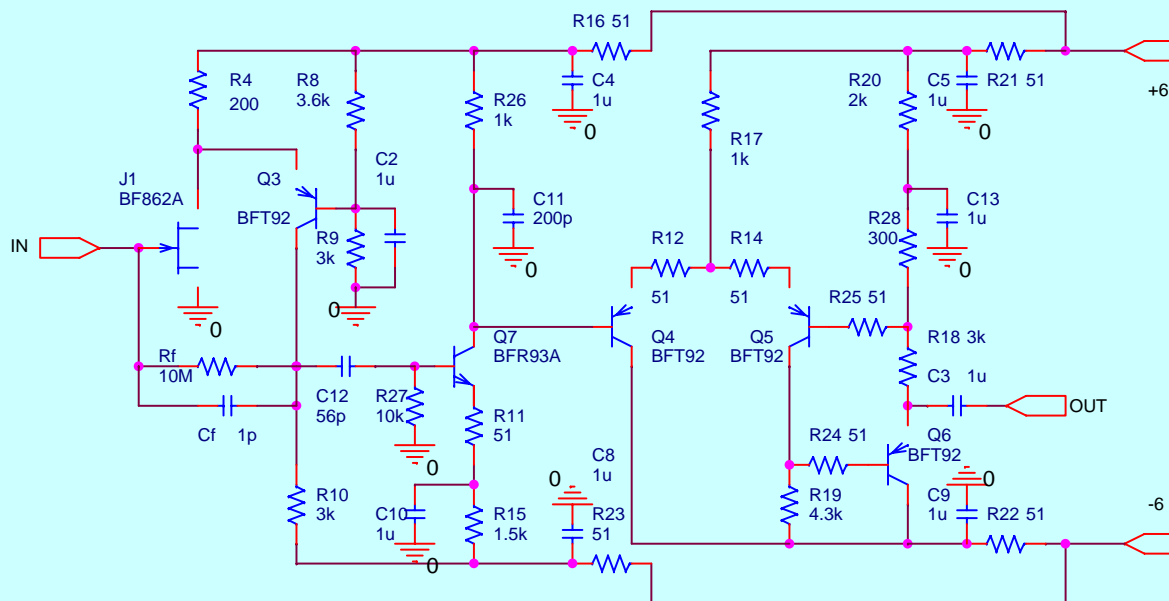 R16 51
R4
200
R8
3.6k
R26
1k
C4
1u
0
R20
2k
C5
1u
R21 51
0
+6
R17
1k
J1
BF862A
Q3
BFT92
C2
1u
R9
3k
0
C11
200p
0
R28
300
C13
1u
0
IN
0
R12
51
R14
51
Q4
BFT92
Q5
BFT92
R25 51
R18 3k
Q7
BFR93A
Rf
10M
C12
56p
R27
10k
0
R11
51
C3 1u
OUT
Cf 1p
Q6
BFT92
R24 51
C8
1u
0
R10
3k
C10
1u
0
R15
1.5k
R23
51
R19
4.3k
C9
1u
0
R22 51
-6